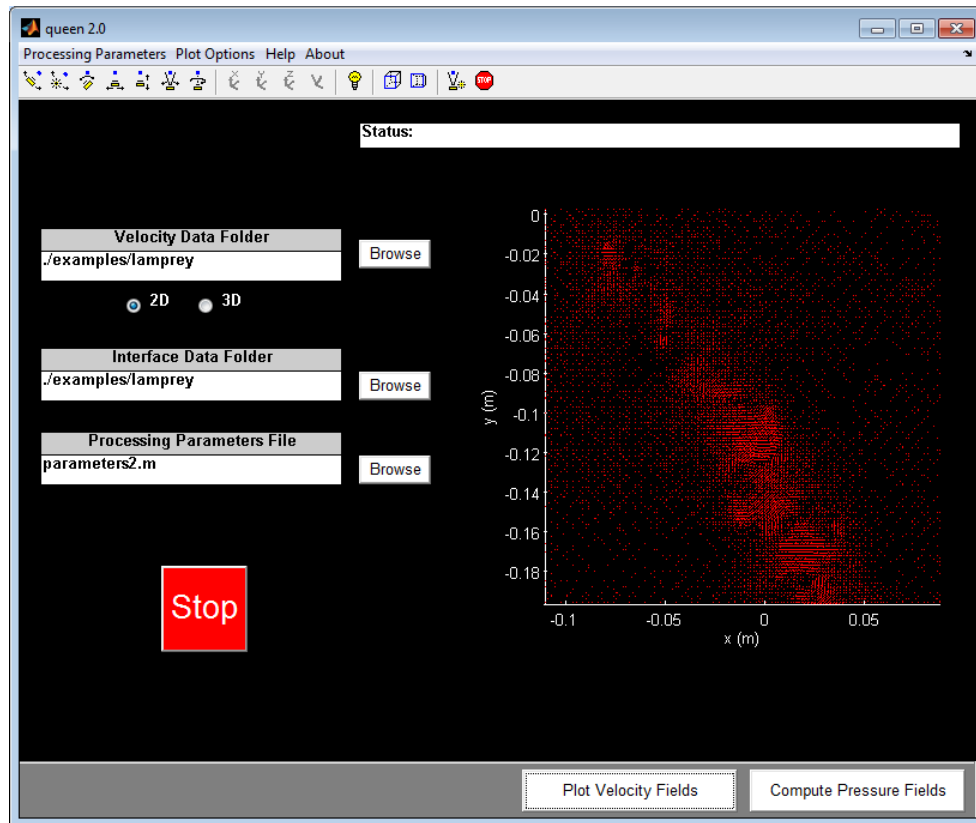 queen 2.0
Processing Parameters Plot Options Help About
STOP
Status:
Velocity Data Folder
./examples/lamprey
Browse
2D 3D
Interface Data Folder
./examples/lamprey
Browse
Processing Parameters File
parameters2.m
Browse
Stop
0
-0.02
-0.04
-0.06
-0.08
-0.1
-0.12
-0.14
-0.16
-0.18
y (m)
-0.1 -0.05 0 0.05
x (m)
Plot Velocity Fields Compute Pressure Fields